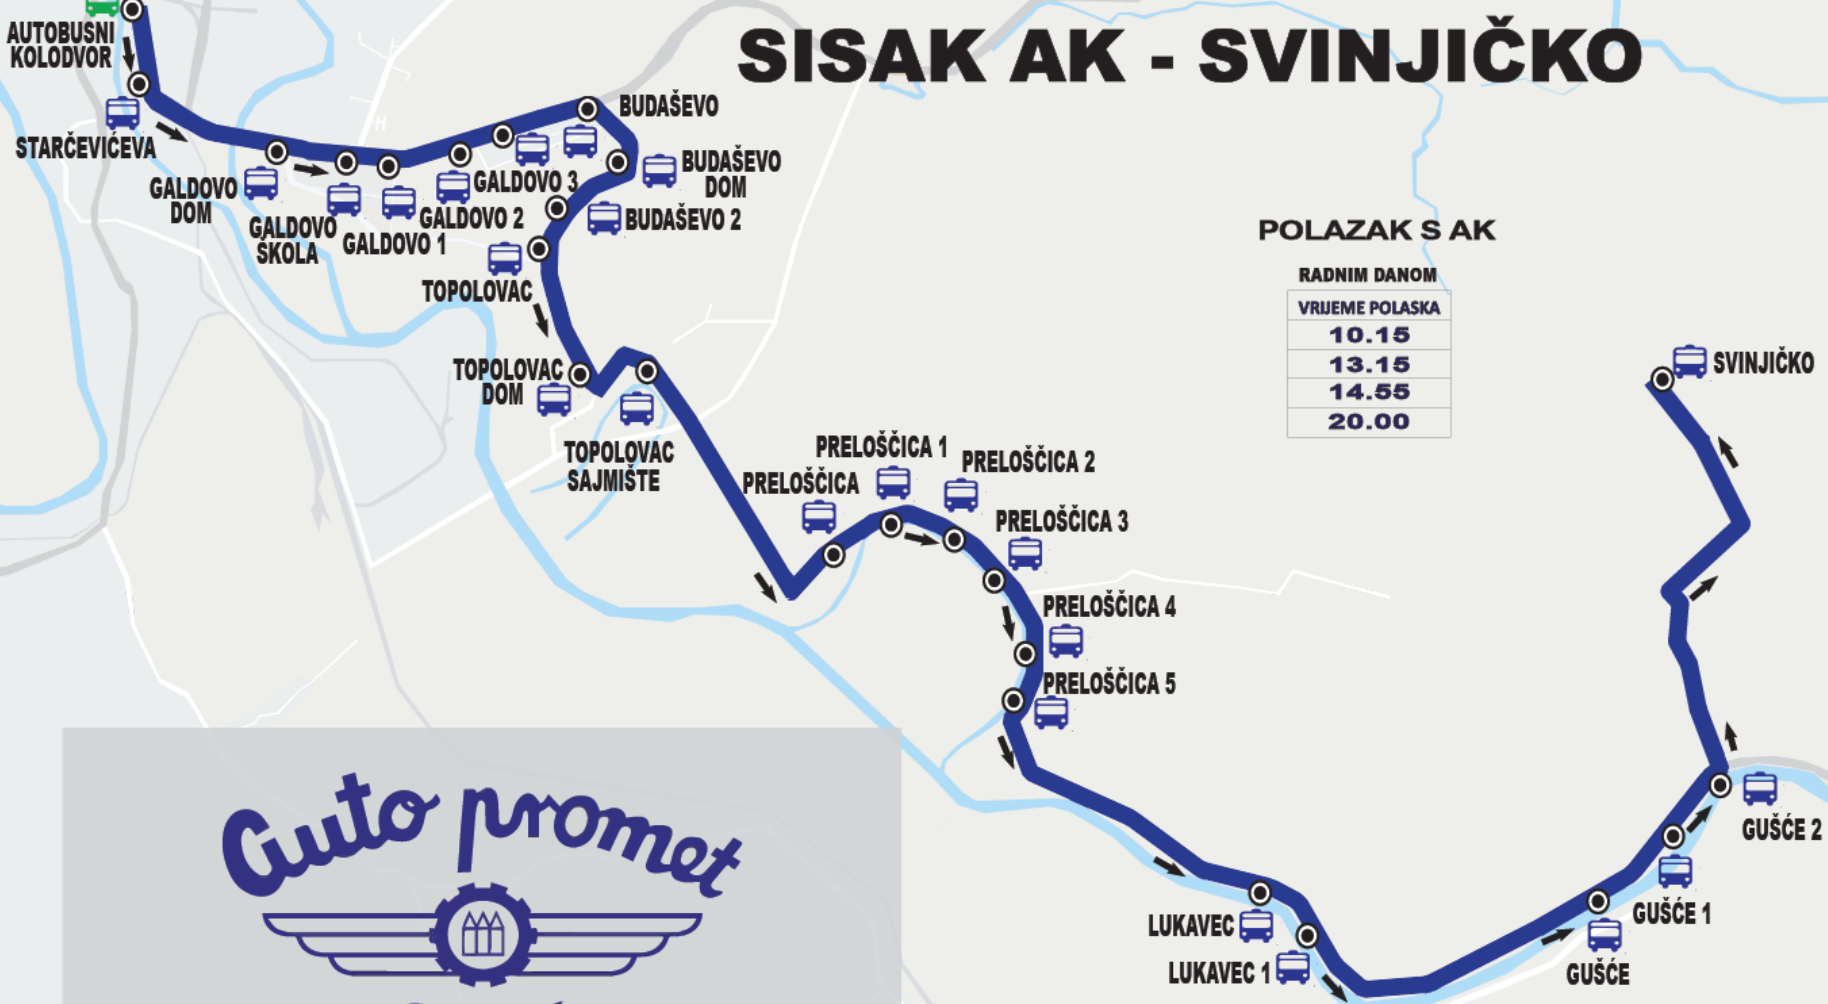 SISAK AK - SVINJIČKO
AUTOBUSNI
KOLODVOR
STARČEVIĆEVA
GALDOVO
DOM
GALDOVO
ŠKOLA
GALDOVO 1
GALDOVO 2
GALDOVO 3
BUDAŠEVO
BUDAŠEVO
DOM
BUDAŠEVO 2
TOPOLOVAC
TOPOLOVAC
DOM
TOPOLOVAC
SAJMIŠTE
PRELOŠČICA
PRELOŠČICA 1
PRELOŠČICA 2
PRELOŠČICA 3
PRELOŠČICA 4
PRELOŠČICA 5
LUKAVEC
LUKAVEC 1
GUŠĆE
GUŠĆE 1
GUŠĆE 2
SVINJIČKO
POLAZAK S AK
RADNIM DANOM
VRIJEME POLASKA
10.15
13.15
14.55
20.00
Auto promet